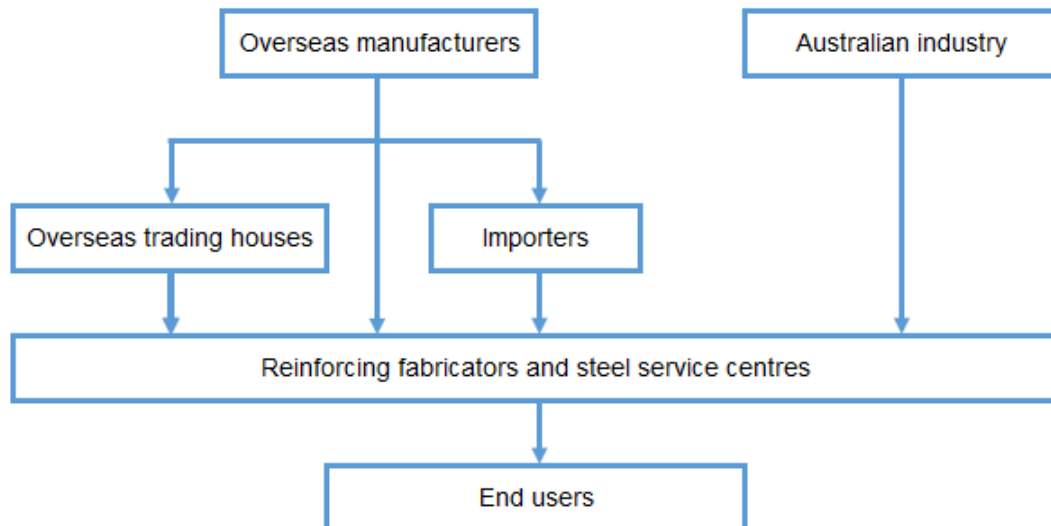 Overseas manufacturers
Australian industry
Overseas trading houses
Importers
Reinforcing fabricators and steel service centres
End users